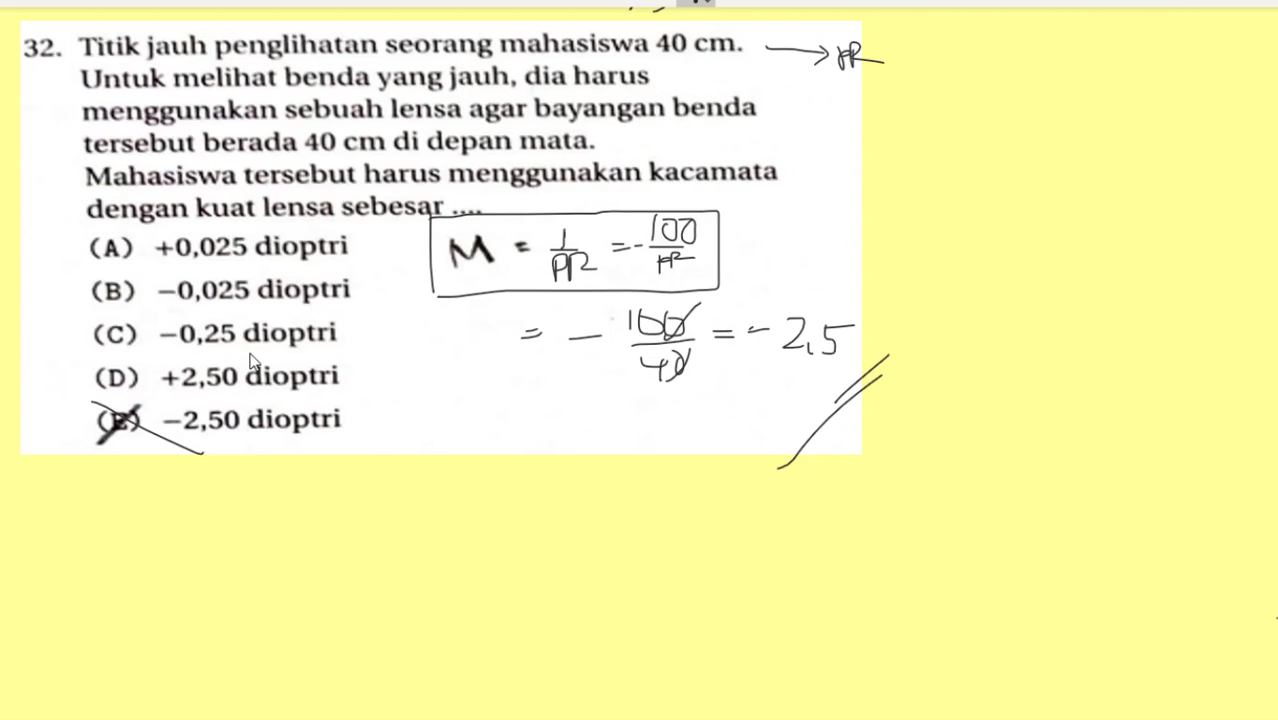 32. Titik jauh penglihatan seorang mahasiswa 40 cm. → PR
Untuk melihat benda yang jauh, dia harus
menggunakan sebuah lensa agar bayangan benda
tersebut berada 40 cm di depan mata.
Mahasiswa tersebut harus menggunakan kacamata
dengan kuat lensa sebesar ....
(A) +0,025 dioptri
(B) −0,025 dioptri
(C) −0,25 dioptri
(D) +2,50 dioptri
(E) −2,50 dioptri
M = 1/PR = - 100/PR
= - 100/40 = - 2,5